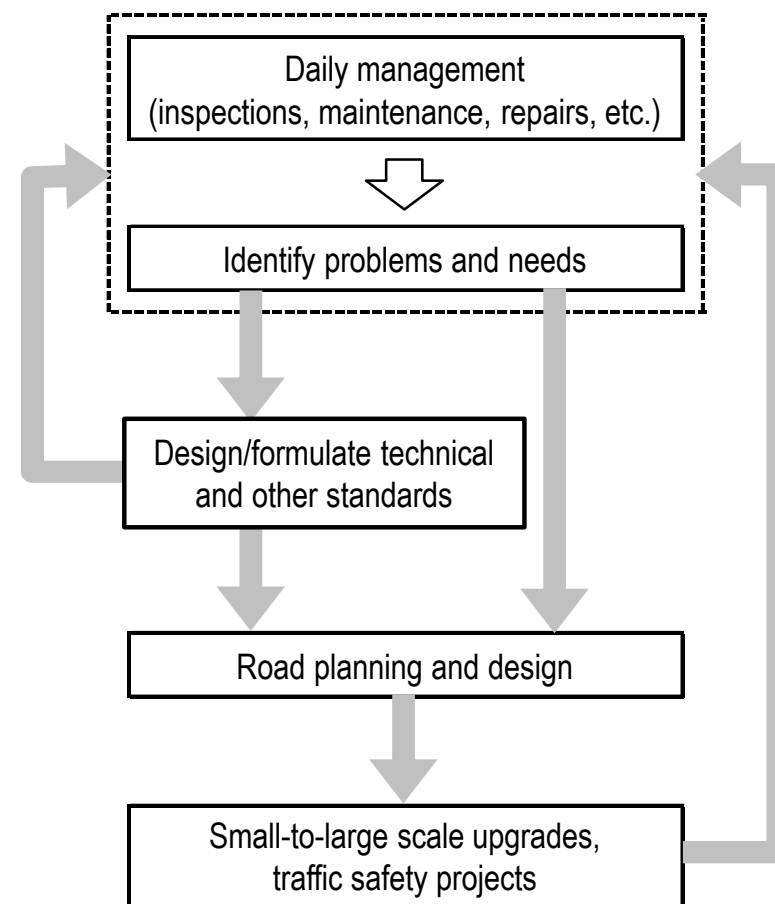 Daily management
(inspections, maintenance, repairs, etc.)
Identify problems and needs
Design/formulate technical
and other standards
Road planning and design
Small-to-large scale upgrades,
traffic safety projects